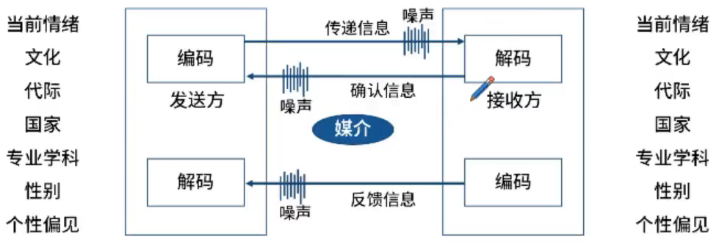 当前情绪
文化
代际
国家
专业学科
性别
个性偏见
编码
发送方
解码
传递信息
噪声
噪声
确认信息
媒介
噪声
反馈信息
解码
接收方
编码
当前情绪
文化
代际
国家
专业学科
性别
个性偏见